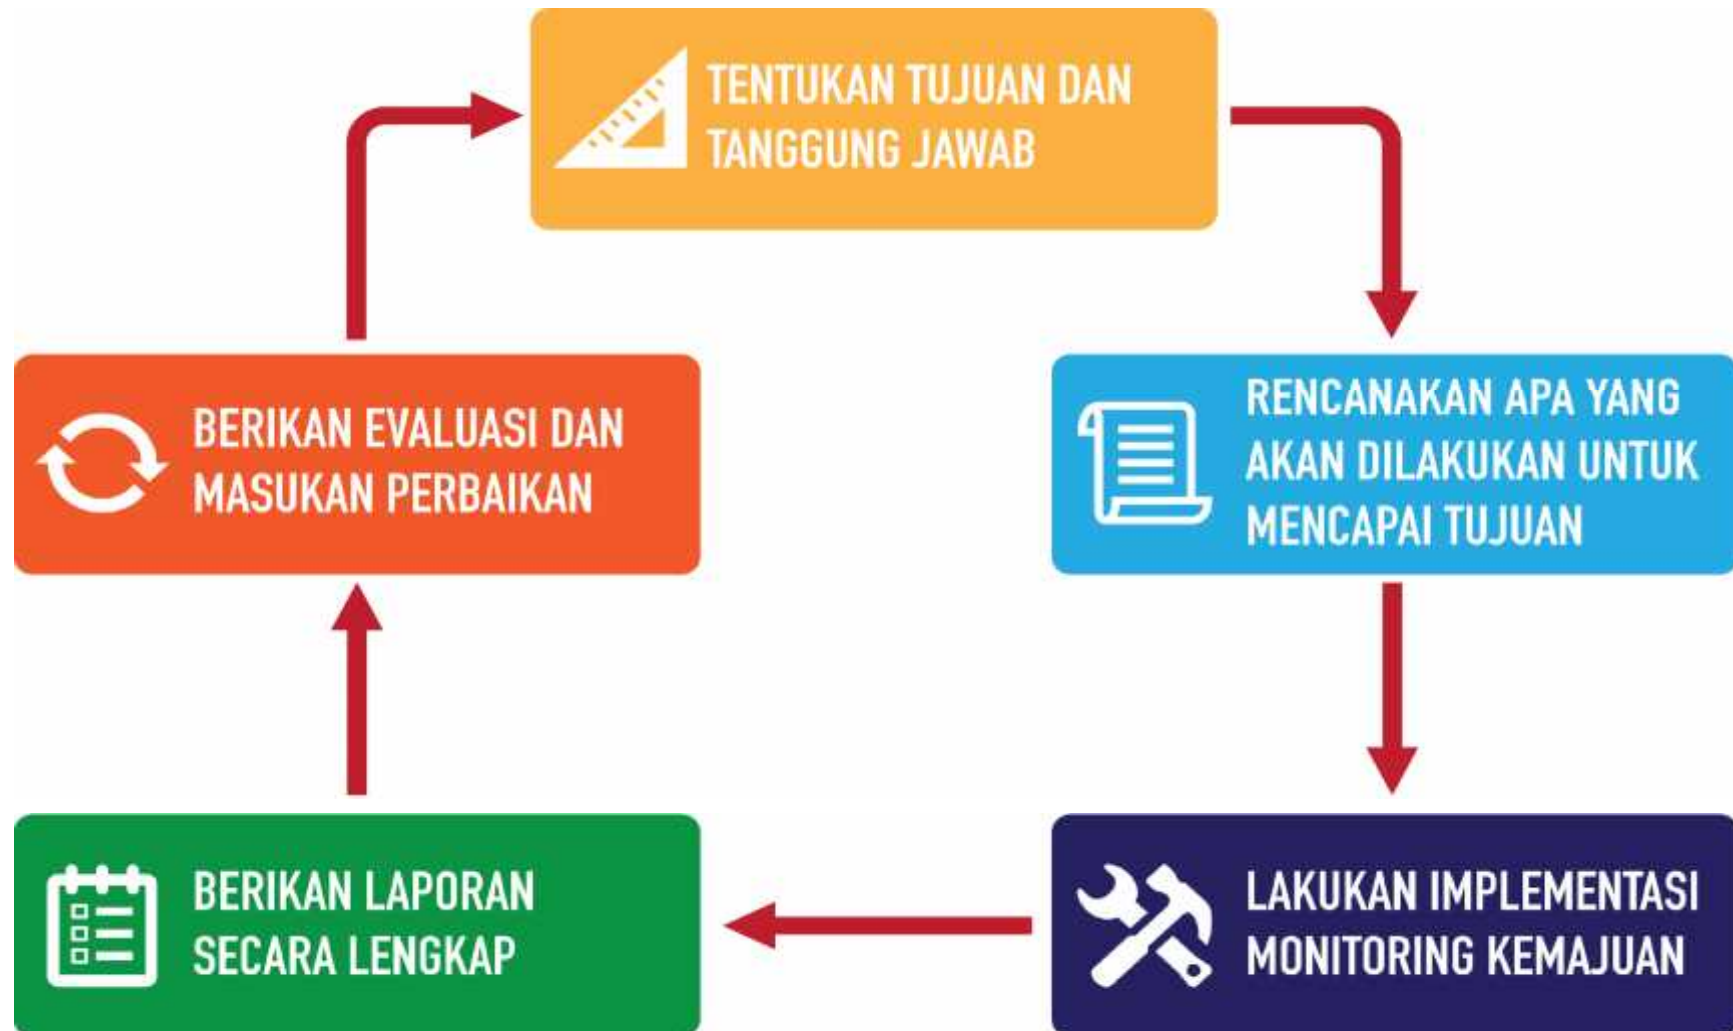 TENTUKAN TUJUAN DAN
TANGGUNG JAWAB
RENCANAKAN APA YANG
AKAN DILAKUKAN UNTUK
MENCAPAI TUJUAN
LAKUKAN IMPLEMENTASI
MONITORING KEMAJUAN
BERIKAN LAPORAN
SECARA LENGKAP
BERIKAN EVALUASI DAN
MASUKAN PERBAIKAN